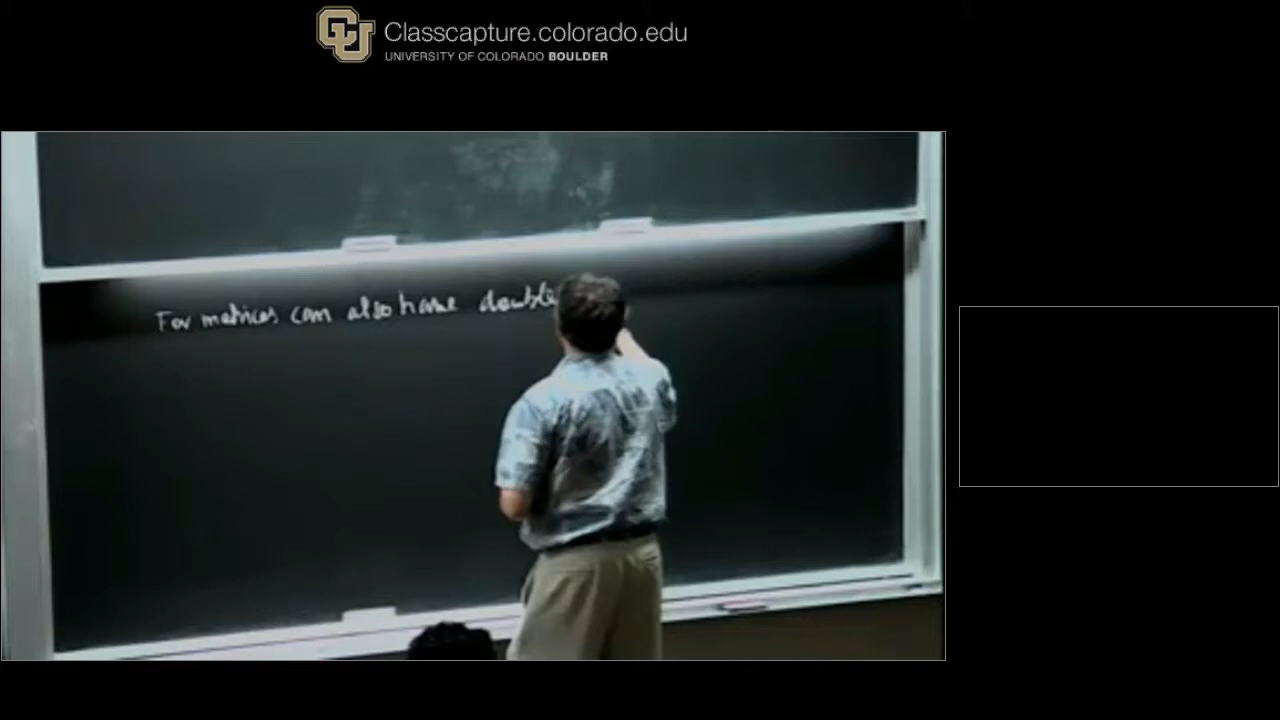 Classcapture.colorado.edu
UNIVERSITY OF COLORADO BOULDER
For matrices can also have double